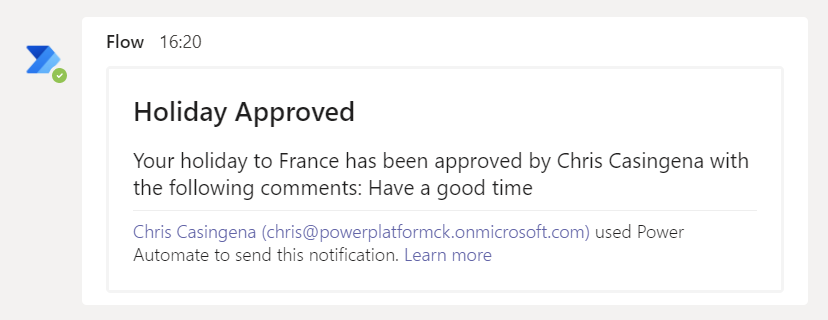 Flow 16:20
Holiday Approved
Your holiday to France has been approved by Chris Casingena with
the following comments: Have a good time
Chris Casingena (chris@powerplatformck.onmicrosoft.com) used Power
Automate to send this notification. Learn more